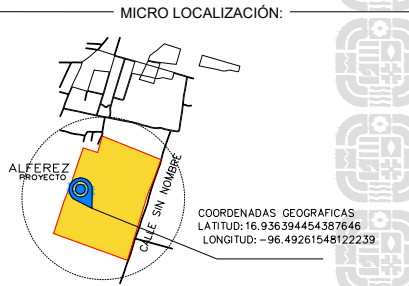 MICRO LOCALIZACIÓN:
ALFEREZ
PROYECTO
CALLE SIN NOMBRE
COORDENADAS GEOGRAFICAS
LATITUD: 16.936394454387646
LONGITUD: -96.49261548122239